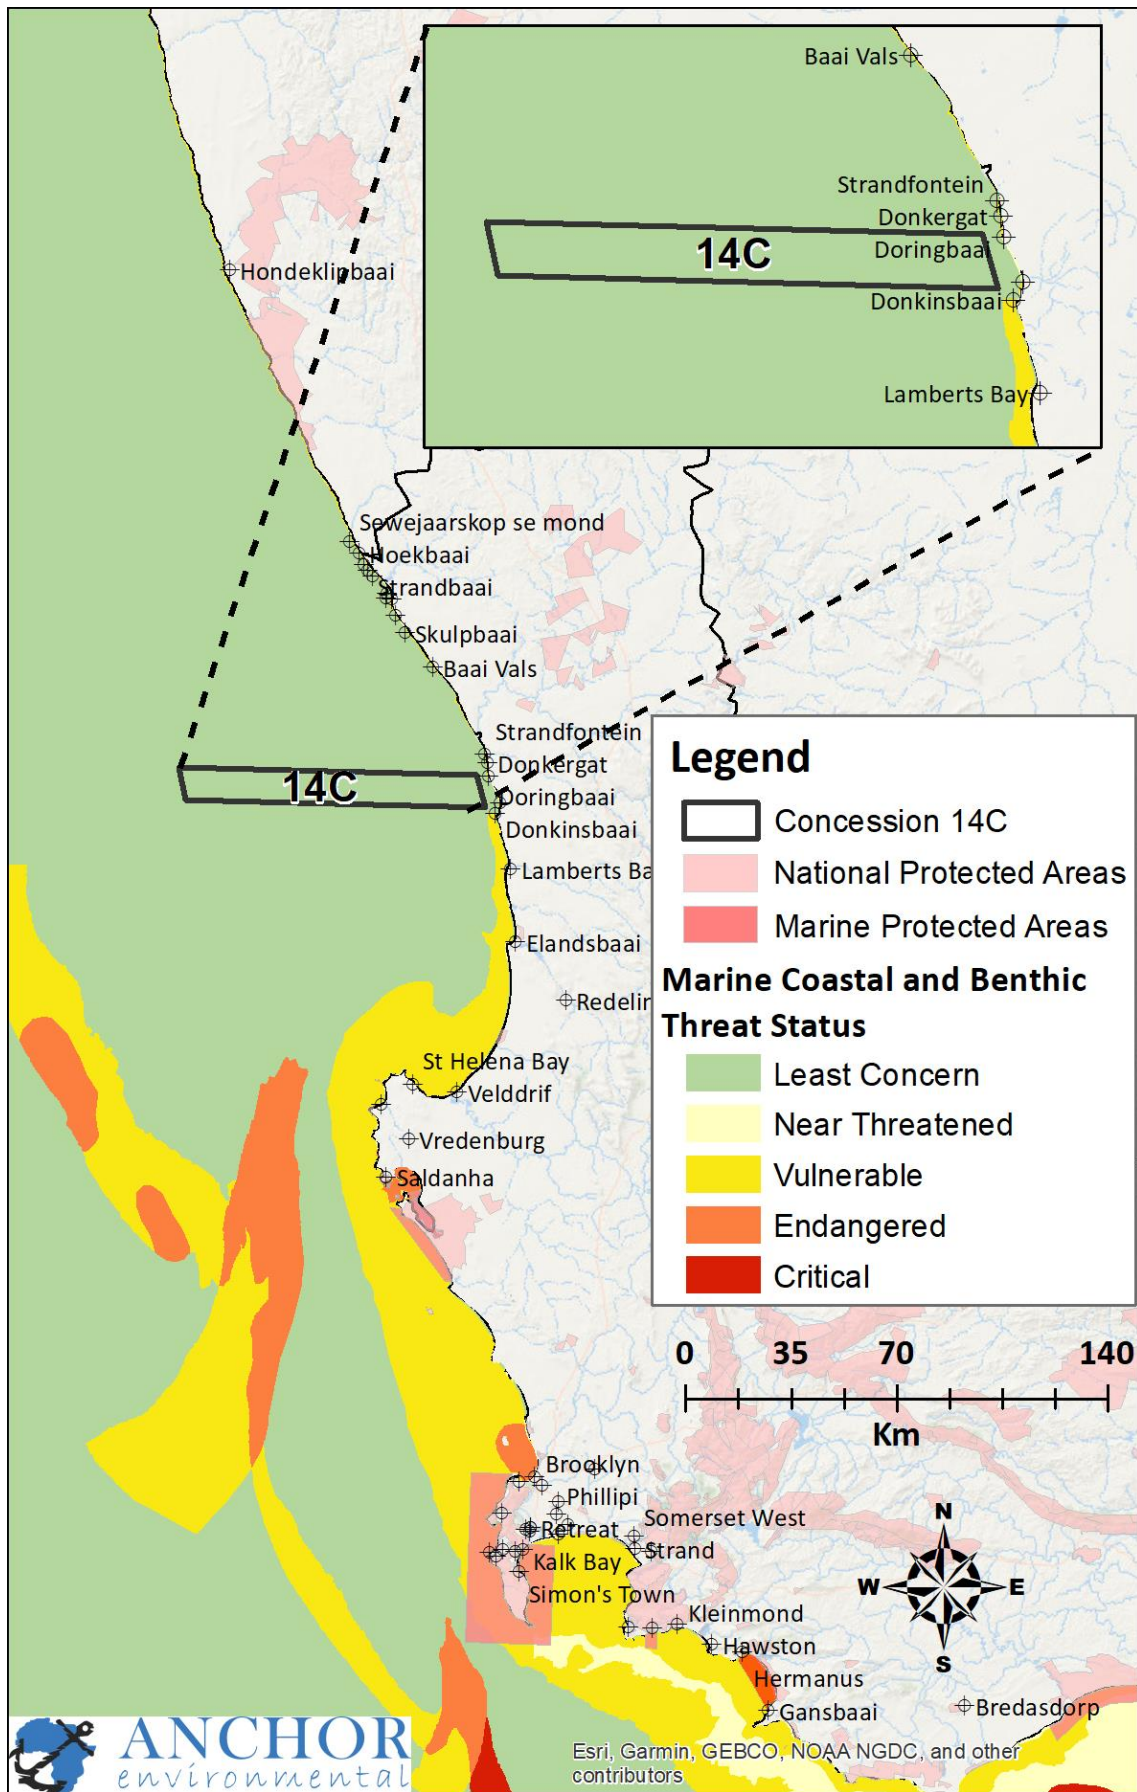 Baai Vals
Strandfontein
Donkergat
14C
Doringbaai
Donkinsbaai
Lamberts Bay
Hondeklipbaai
Sewejaarskop se mond
Hoekbaai
Strandbaai
Skulpbaai
Baai Vals
Strandfontein
Donkergat
14C
Doringbaai
Donkinsbaai
Lamberts Ba
Elandsbaai
Redelin
St Helena Bay
Velddrif
Vredenburg
Saldanha
Legend
Concession 14C
National Protected Areas
Marine Protected Areas
Marine Coastal and Benthic
Threat Status
Least Concern
Near Threatened
Vulnerable
Endangered
Critical
0 35 70 140
Km
Brooklyn
Phillipi
Retreat
Somerset West
Strand
Kalk Bay
Simon's Town
Kleinmond
Hawston
Hermanus
Gansbaai
Bredasdorp
N
W E
S
ANCHOR
environmental
Esri, Garmin, GEBCO, NOAA NGDC, and other
contributors